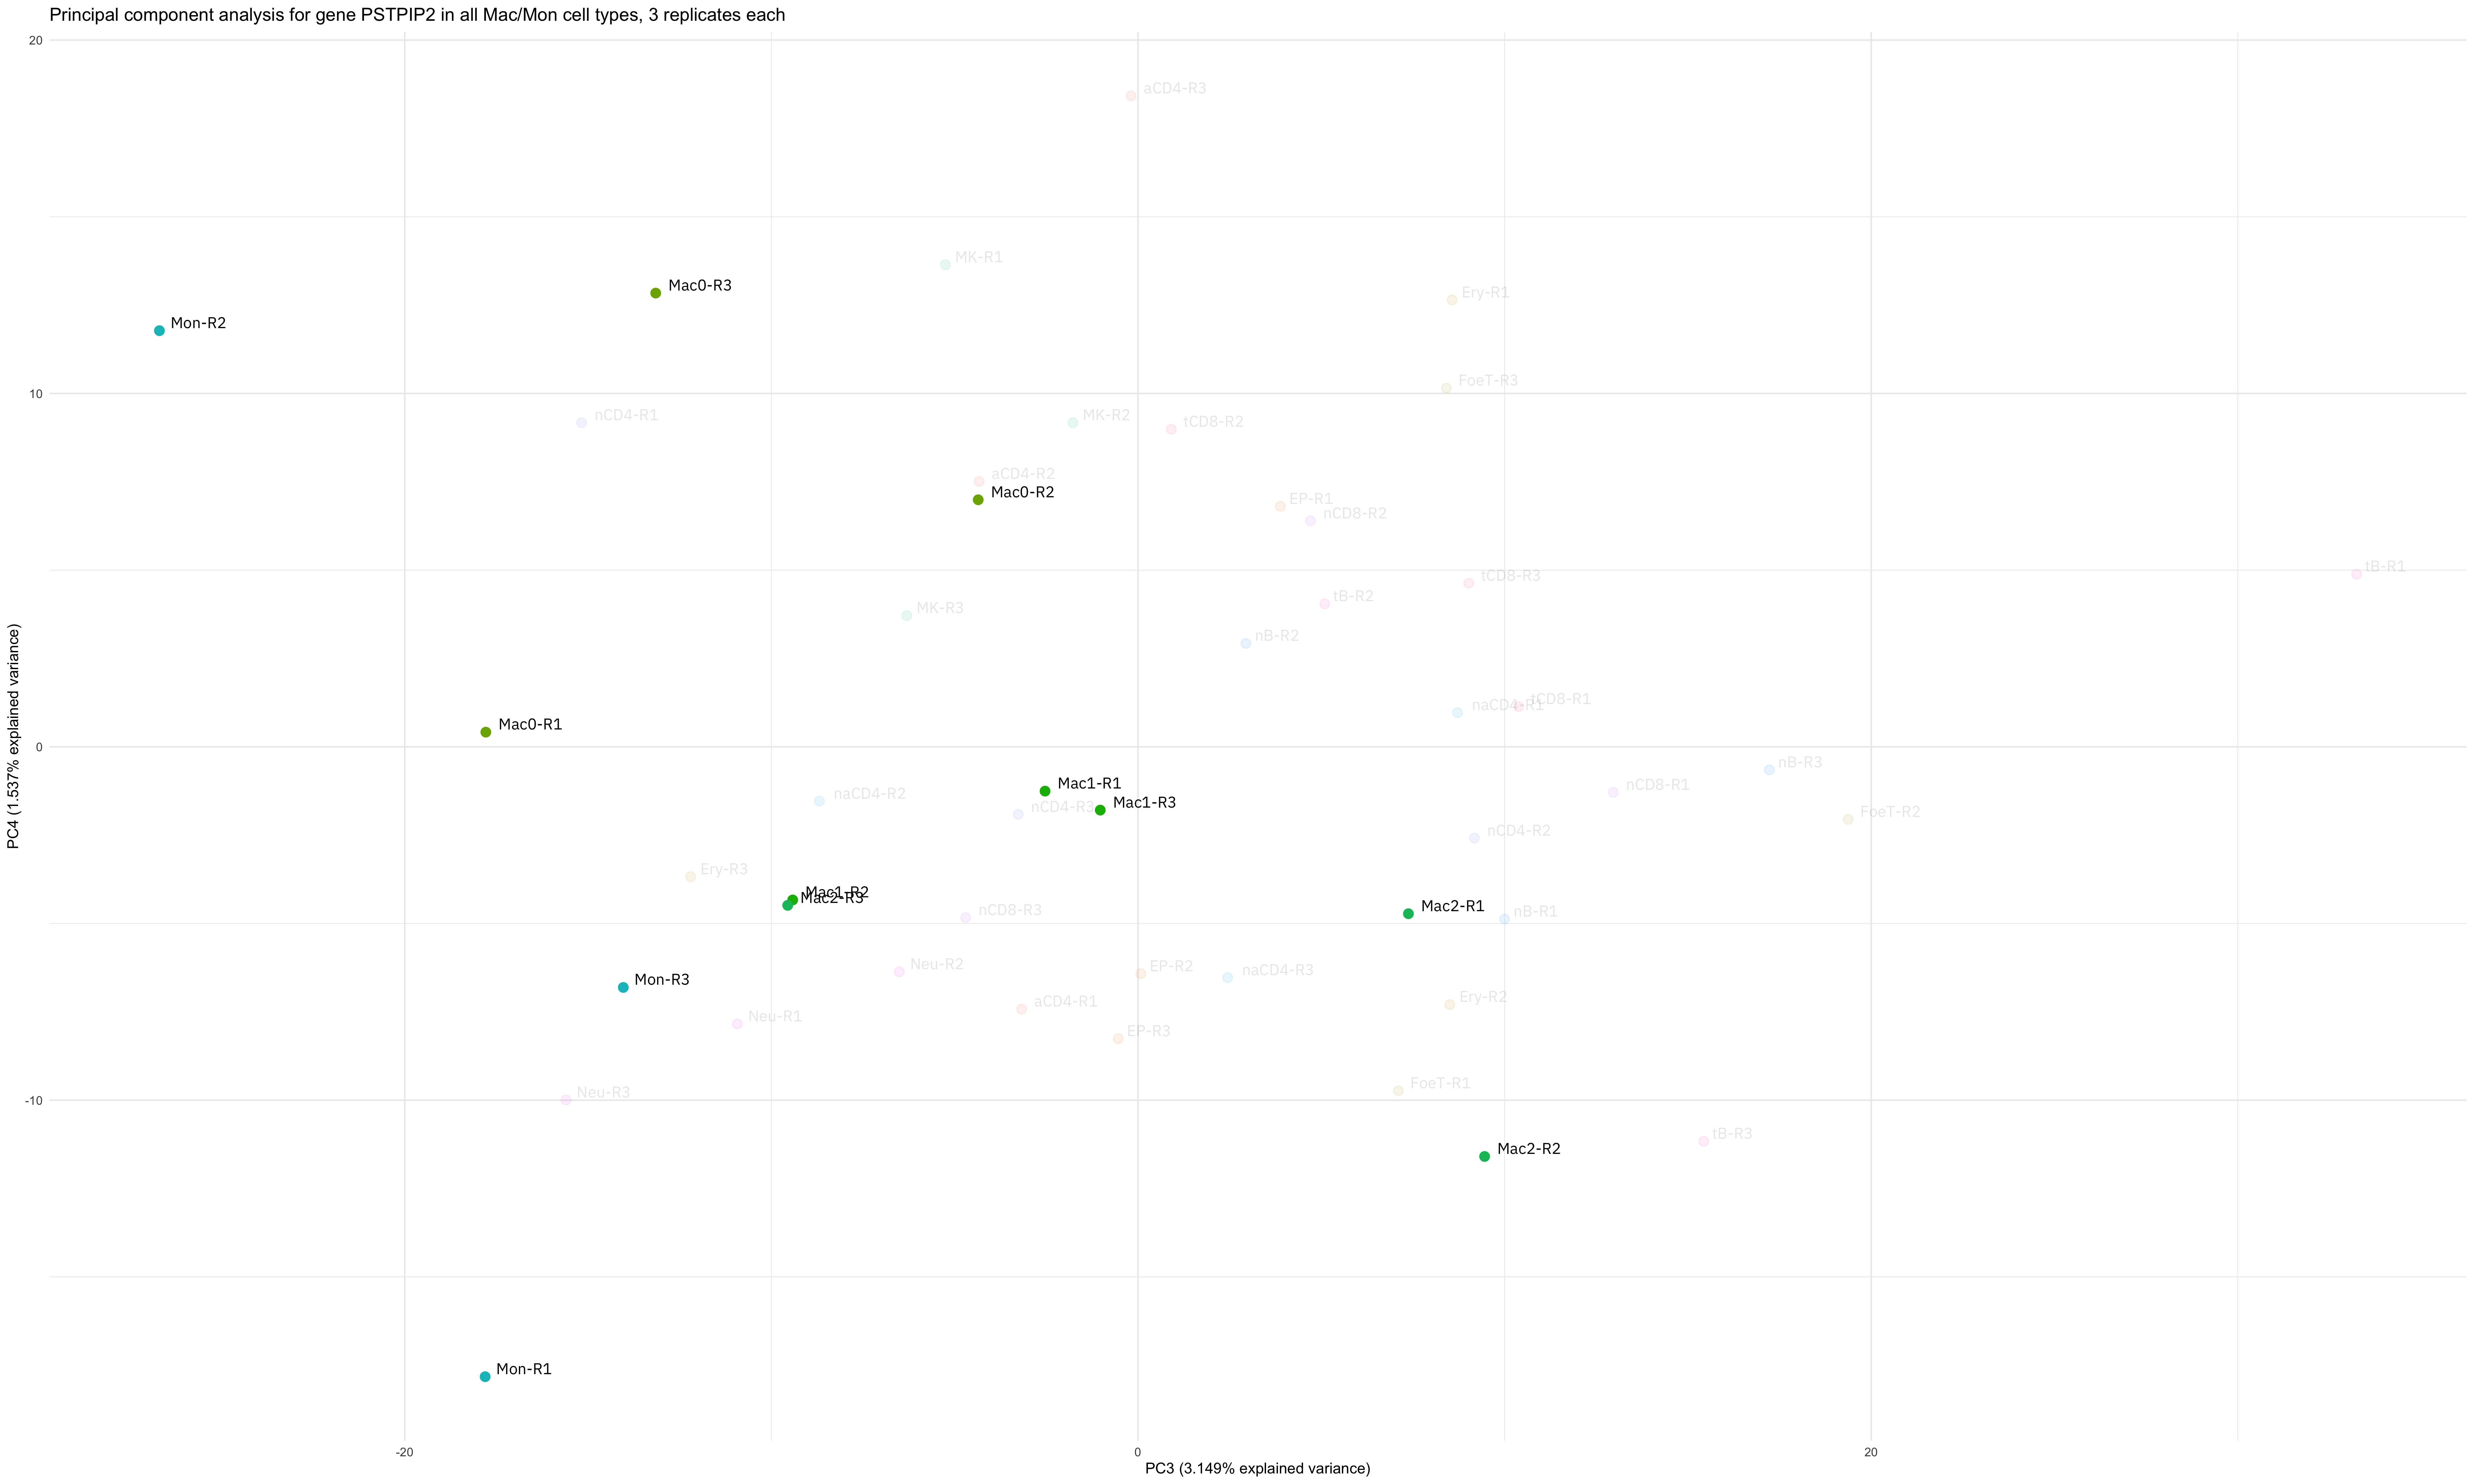 Principal component analysis for gene PSTPIP2 in all Mac/Mon cell types, 3 replicates each
20
aCD4-R3
MK-R1
Mac0-R3
Ery-R1
Mon-R2
FoeT-R3
10
nCD4-R1
MK-R2
tCD8-R2
aCD4-R2
Mac0-R2
EP-R1
nCD8-R2
tB-R1
tCD8-R3
tB-R2
MK-R3
nB-R2
PC4 (1.537% explained variance)
naCD4-R1
tCD8-R1
Mac0-R1
0
nB-R3
Mac1-R1
nCD8-R1
naCD4-R2
Mac1-R3
nCD4-R3
FoeT-R2
nCD4-R2
Ery-R3
Mac1-R2
Mac2-R3
Mac2-R1
nCD8-R3
nB-R1
Neu-R2
EP-R2
naCD4-R3
Mon-R3
Ery-R2
aCD4-R1
Neu-R1
EP-R3
FoeT-R1
Neu-R3
-10
tB-R3
Mac2-R2
Mon-R1
-20
0
20
PC3 (3.149% explained variance)